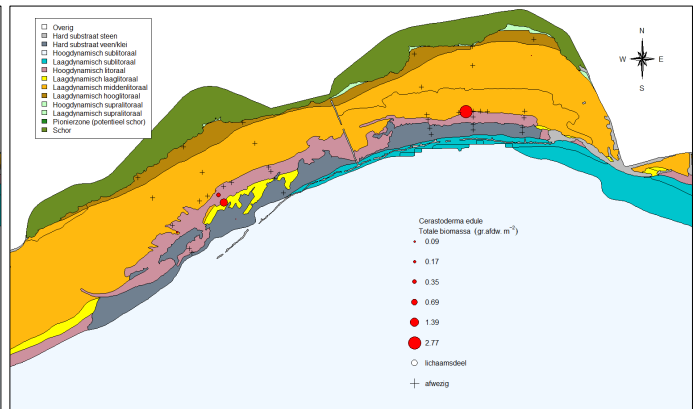 Overig
Hard substraat steen
Hard substraat veen/klei
Hoogdynamisch sublitoraal
Laagdynamisch sublitoraal
Hoogdynamisch litoraal
Laagdynamisch laaglitoraal
Laagdynamisch middenlitoraal
Laagdynamisch hooglitoraal
Hoogdynamisch supralitoraal
Laagdynamisch supralitoraal
Pionierzone (potentieel schor)
Schor
N
W E
S
Cerastoderma edule
Totale biomassa (gr.afdw. m⁻²)
0.09
0.17
0.35
0.69
1.39
2.77
lichaamsdeel
afwezig